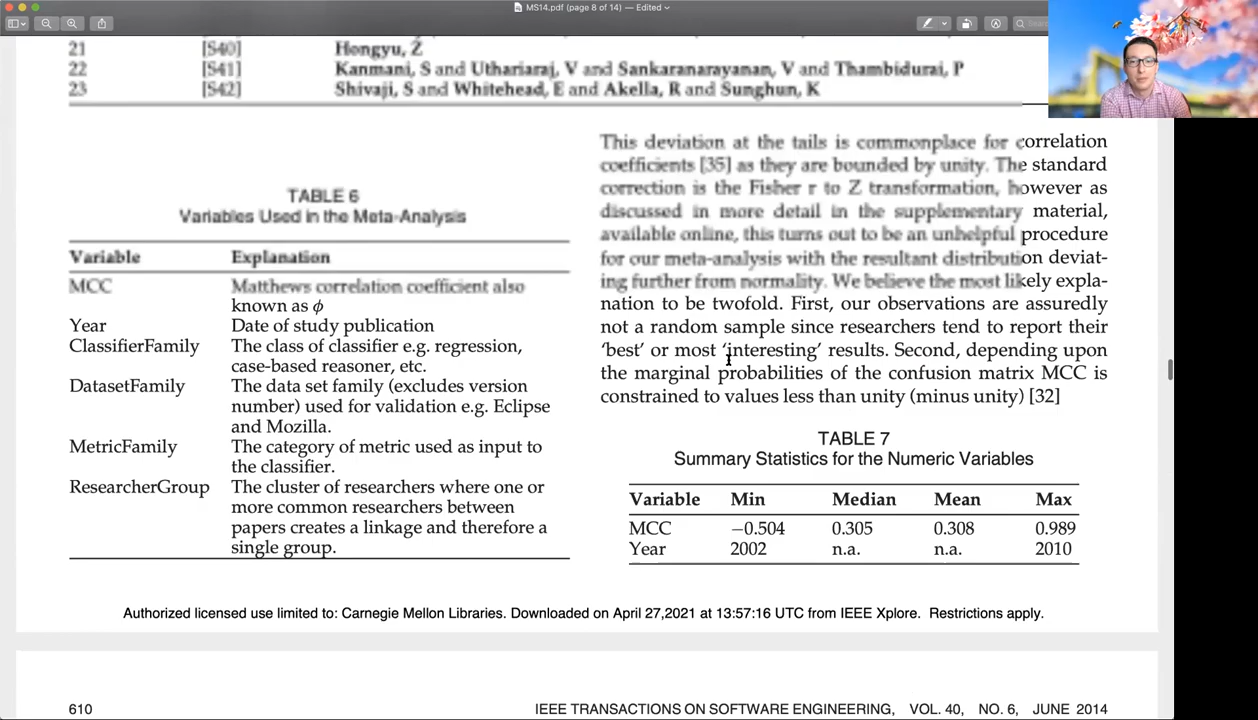 MS14.pdf (page 8 of 14) — Edited
21 [S40] Hongyu, Z
22 [S41] Kanmani, S and Uthariaraj, V and Sankaranarayanan, V and Thambidurai, P
23 [S42] Shivaji, S and Whitehead, E and Akella, R and Sunghun, K
TABLE 6
Variables Used in the Meta-Analysis
Variable Explanation
MCC Matthews correlation coefficient also
known as ϕ
Year Date of study publication
ClassifierFamily The class of classifier e.g. regression,
case-based reasoner, etc.
DatasetFamily The data set family (excludes version
number) used for validation e.g. Eclipse
and Mozilla.
MetricFamily The category of metric used as input to
the classifier.
ResearcherGroup The cluster of researchers where one or
more common researchers between
papers creates a linkage and therefore a
single group.
This deviation at the tails is commonplace for correlation
coefficients [35] as they are bounded by unity. The standard
correction is the Fisher r to Z transformation, however as
discussed in more detail in the supplementary material,
available online, this turns out to be an unhelpful procedure
for our meta-analysis with the resultant distribution deviat-
ing further from normality. We believe the most likely expla-
nation to be twofold. First, our observations are assuredly
not a random sample since researchers tend to report their
‘best’ or most ‘interesting’ results. Second, depending upon
the marginal probabilities of the confusion matrix MCC is
constrained to values less than unity (minus unity) [32]
TABLE 7
Summary Statistics for the Numeric Variables
Variable Min Median Mean Max
MCC −0.504 0.305 0.308 0.989
Year 2002 n.a. n.a. 2010
Authorized licensed use limited to: Carnegie Mellon Libraries. Downloaded on April 27,2021 at 13:57:16 UTC from IEEE Xplore. Restrictions apply.
610 IEEE TRANSACTIONS ON SOFTWARE ENGINEERING, VOL. 40, NO. 6, JUNE 2014